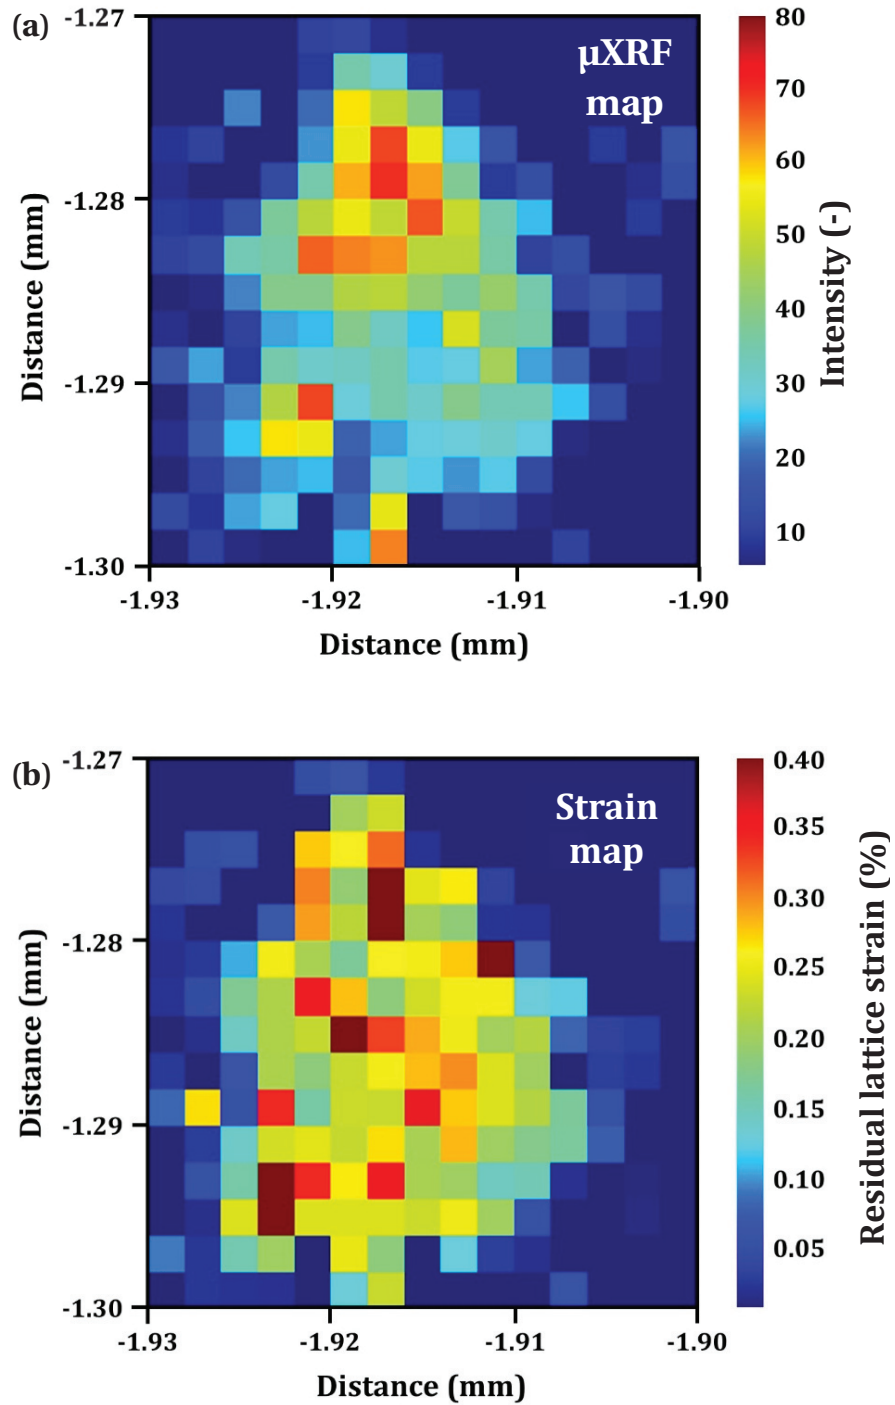 (a)
-1.27
-1.28
-1.29
-1.30
Distance (mm)
µXRF
map
-1.93
-1.92
-1.91
-1.90
Distance (mm)
80
70
60
50
40
30
20
10
Intensity (-)
(b)
-1.27
-1.28
-1.29
-1.30
Distance (mm)
Strain
map
-1.93
-1.92
-1.91
-1.90
Distance (mm)
0.40
0.35
0.30
0.25
0.20
0.15
0.10
0.05
Residual lattice strain (%)